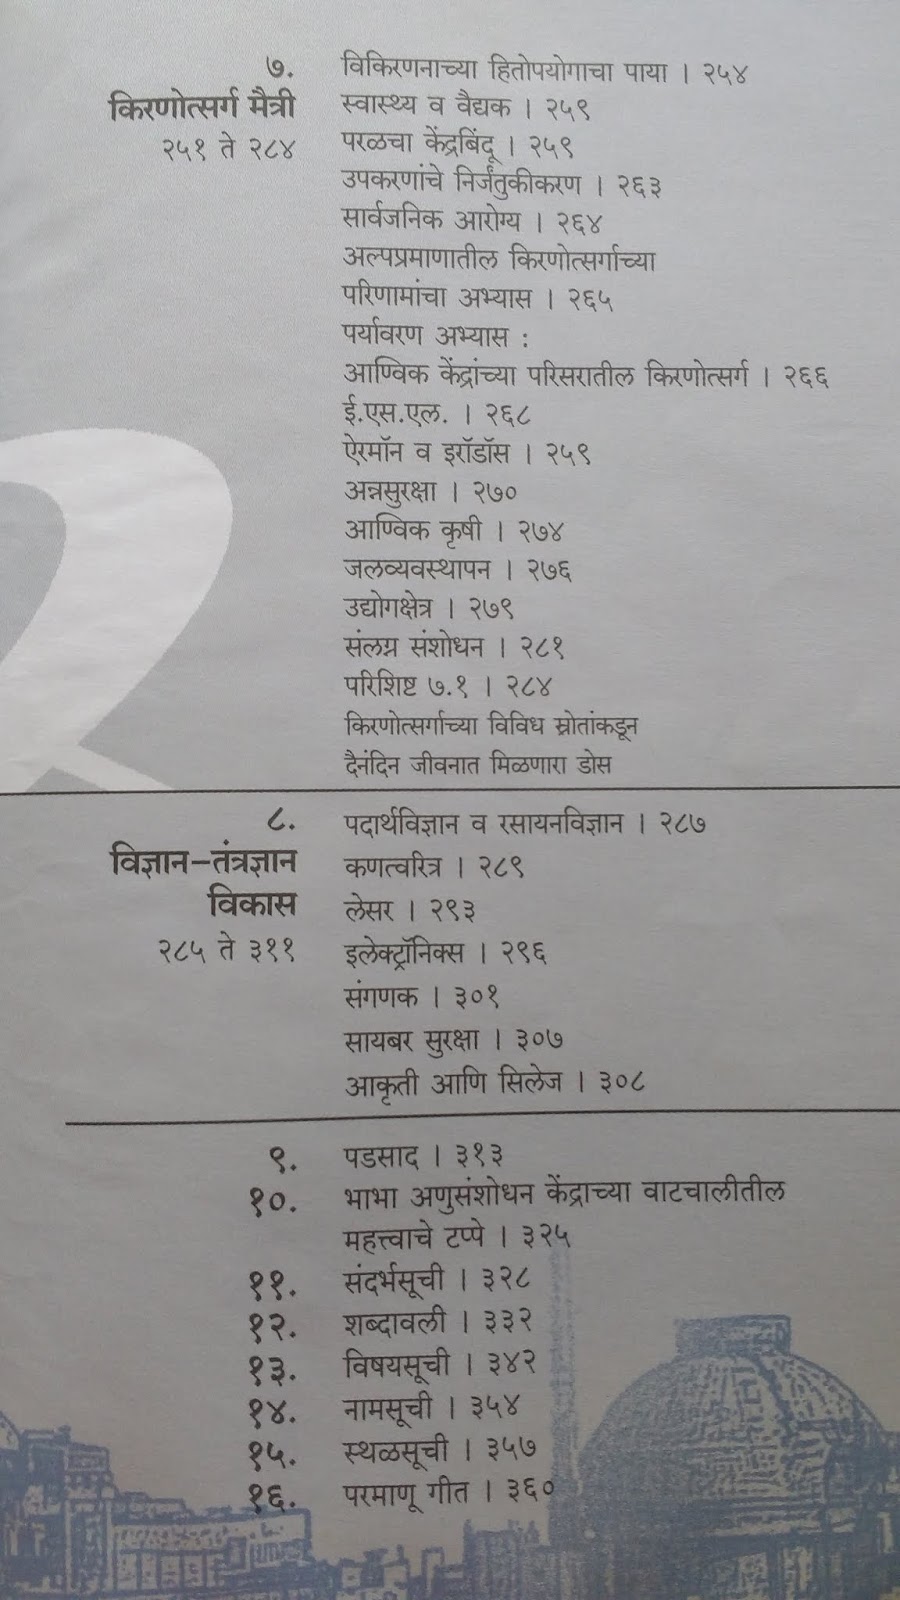 ७.
किरणोत्सर्ग मैत्री
२५१ ते २८४
विकिरणनाच्या हितोपयोगाचा पाया । २५४
स्वास्थ्य व वैद्यक । २५९
परळचा केंद्रबिंदू । २५९
उपकरणांचे निर्जंतुकीकरण । २६३
सार्वजनिक आरोग्य । २६४
अल्पप्रमाणातील किरणोत्सर्गाच्या
परिणामांचा अभ्यास । २६५
पर्यावरण अभ्यास :
आण्विक केंद्रांच्या परिसरातील किरणोत्सर्ग । २६६
ई.एस.एल. । २६८
ऐरमॉन व इरॉडॉस । २५९
अन्नसुरक्षा । २७०
आण्विक कृषी । २७४
जलव्यवस्थापन । २७६
उद्योगक्षेत्र । २७९
संलग्न संशोधन । २८१
परिशिष्ट ७.१ । २८४
किरणोत्सर्गाच्या विविध स्रोतांकडून
दैनंदिन जीवनात मिळणारा डोस
८.
विज्ञान–तंत्रज्ञान
विकास
२८५ ते ३११
पदार्थविज्ञान व रसायनविज्ञान । २८७
कणत्वरित्र । २८९
लेसर । २९३
इलेक्ट्रॉनिक्स । २९६
संगणक । ३०१
सायबर सुरक्षा । ३०७
आकृती आणि सिलेज । ३०८
९. पडसाद । ३१३
१०. भाभा अणुसंशोधन केंद्राच्या वाटचालीतील
महत्त्वाचे टप्पे । ३२५
११. संदर्भसूची । ३२८
१२. शब्दावली । ३३२
१३. विषयसूची । ३४२
१४. नामसूची । ३५४
१५. स्थळसूची । ३५७
१६. परमाणू गीत । ३६०